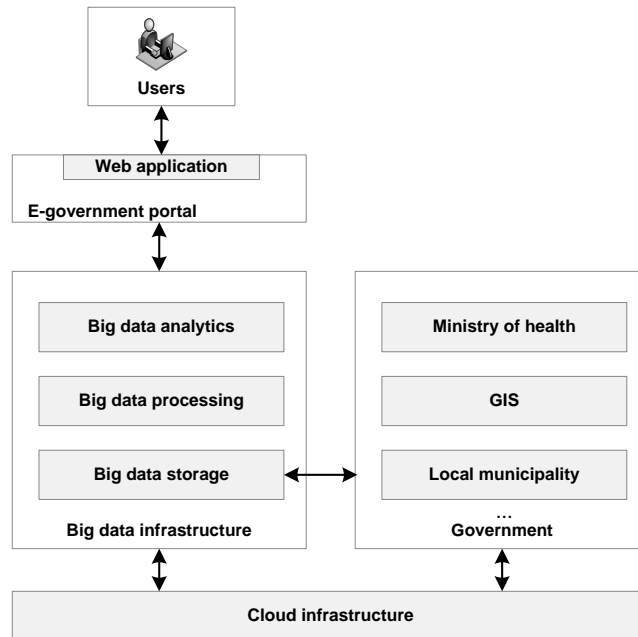 Users
Web application
E-government portal
Big data analytics
Big data processing
Big data storage
Big data infrastructure
Ministry of health
GIS
Local municipality
...
Government
Cloud infrastructure